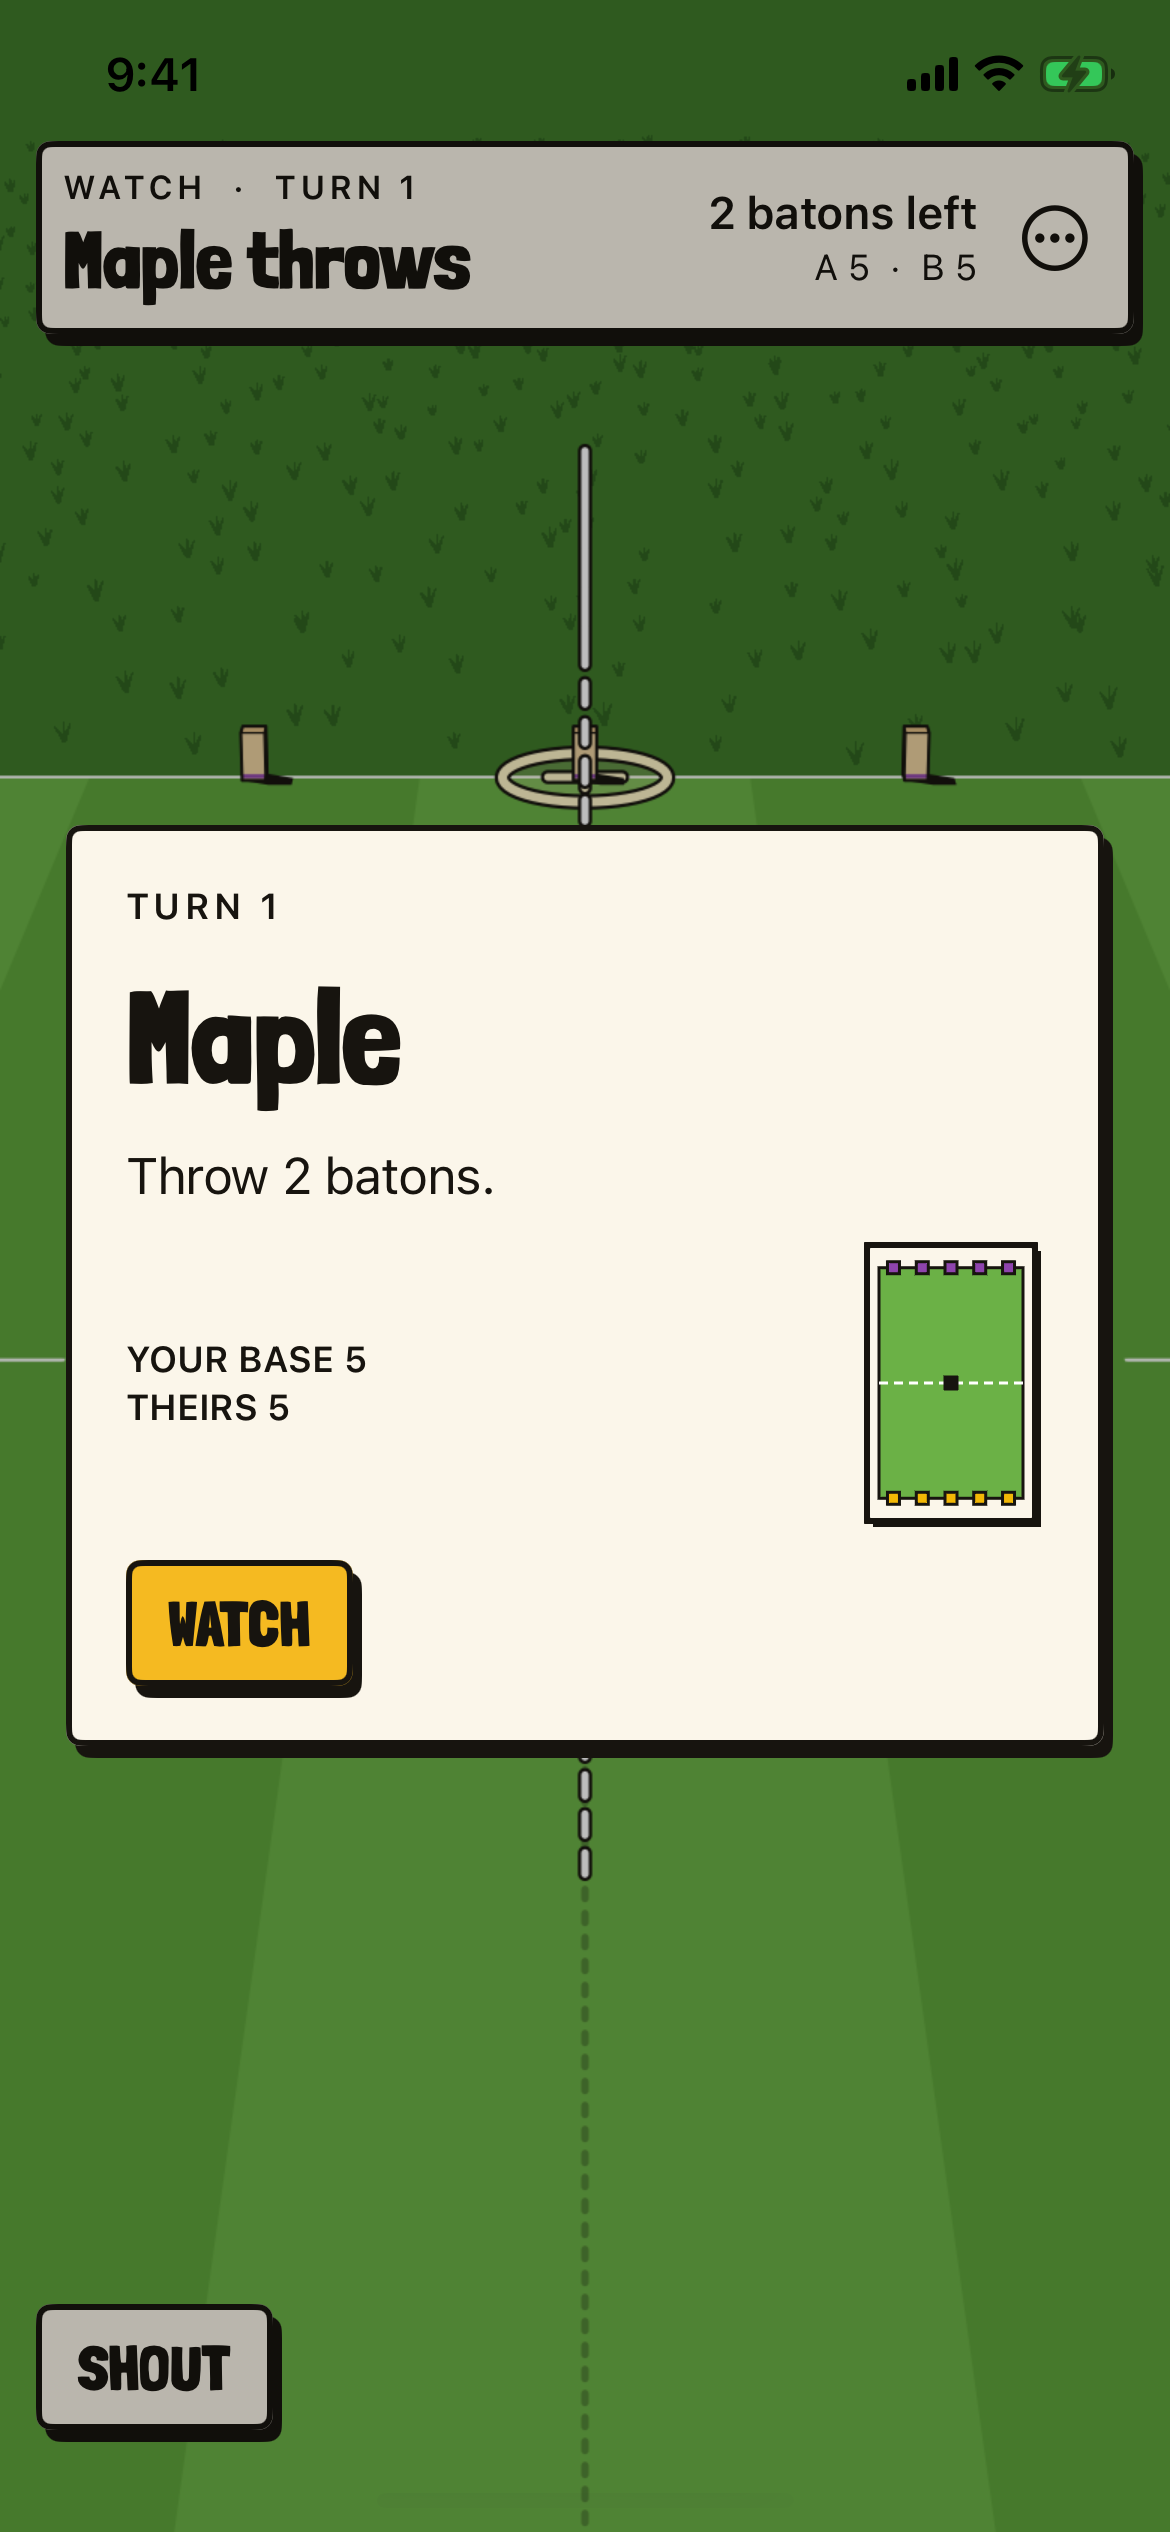 9:41
WATCH · TURN 1
Maple throws
2 batons left
A 5 · B 5
TURN 1
Maple
Throw 2 batons.
YOUR BASE 5
THEIRS 5
WATCH
SHOUT